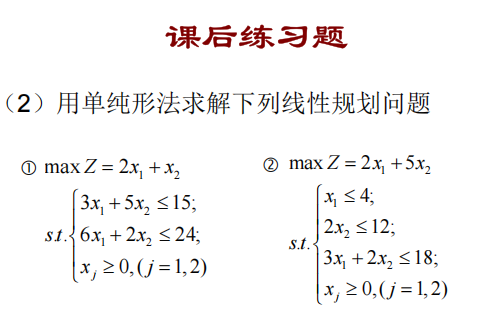 课后练习题
（2）用单纯形法求解下列线性规划问题
① max Z = 2x₁ + x₂
s.t. { 3x₁ + 5x₂ ≤ 15;
6x₁ + 2x₂ ≤ 24;
xⱼ ≥ 0, (j = 1, 2)
② max Z = 2x₁ + 5x₂
s.t. { x₁ ≤ 4;
2x₂ ≤ 12;
3x₁ + 2x₂ ≤ 18;
xⱼ ≥ 0, (j = 1, 2)